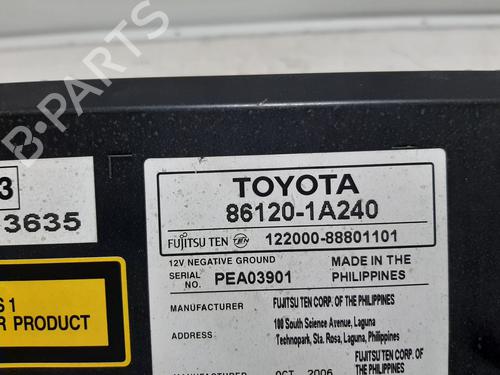 B-PARTS
3
3635
S 1
R PRODUCT
TOYOTA
86120-1A240
FUJITSU TEN TEN 122000-88801101
12V NEGATIVE GROUND
SERIAL NO. PEA03901
MADE IN THE PHILIPPINES
MANUFACTURER FUJITSU TEN CORP. OF THE PHILIPPINES
ADDRESS 100 South Science Avenue, Laguna
Technopark, Sta. Rosa, Laguna, Philippines
FUJITSU TEN CORP. OF
THE PHILIPPINES
MANUFACTURED OCT 2006